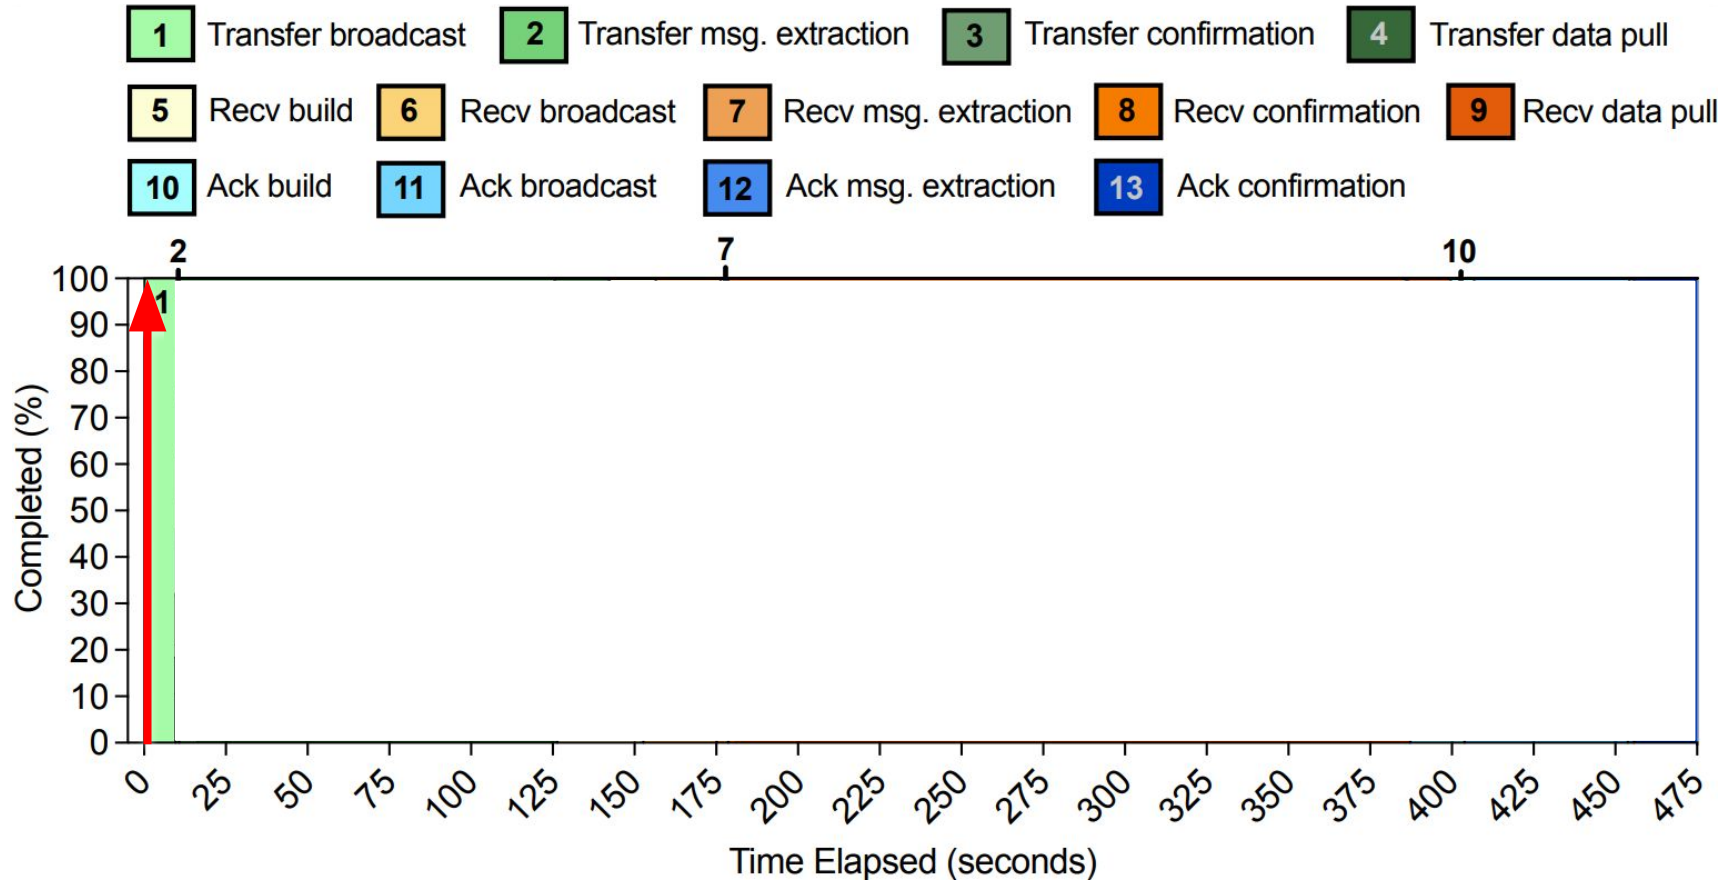 1 Transfer broadcast 2 Transfer msg. extraction 3 Transfer confirmation 4 Transfer data pull
5 Recv build 6 Recv broadcast 7 Recv msg. extraction 8 Recv confirmation 9 Recv data pull
10 Ack build 11 Ack broadcast 12 Ack msg. extraction 13 Ack confirmation
2 7 10
1
100
90
80
70
60
50
40
30
20
10
0
Completed (%)
0 25 50 75 100 125 150 175 200 225 250 275 300 325 350 375 400 425 450 475
Time Elapsed (seconds)